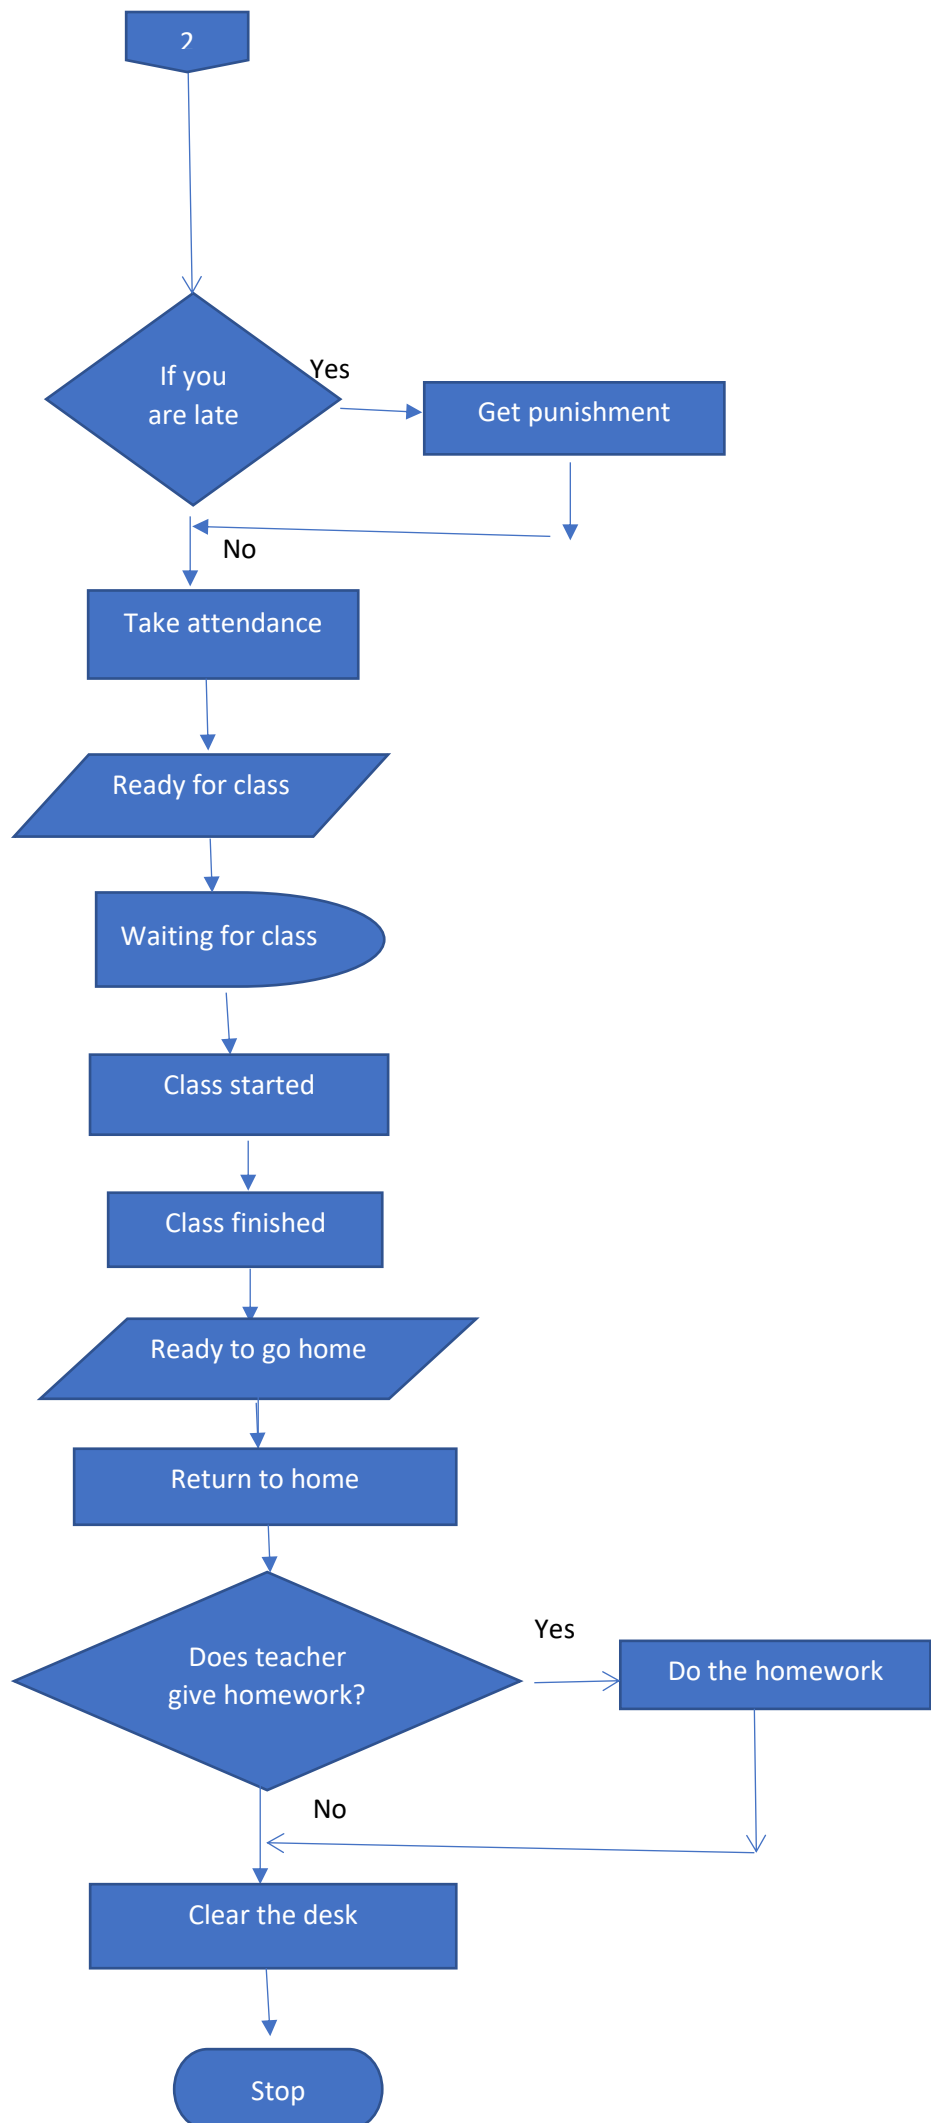 2
If you
are late
Yes
Get punishment
No
Take attendance
Ready for class
Waiting for class
Class started
Class finished
Ready to go home
Return to home
Does teacher
give homework?
Yes
Do the homework
No
Clear the desk
Stop